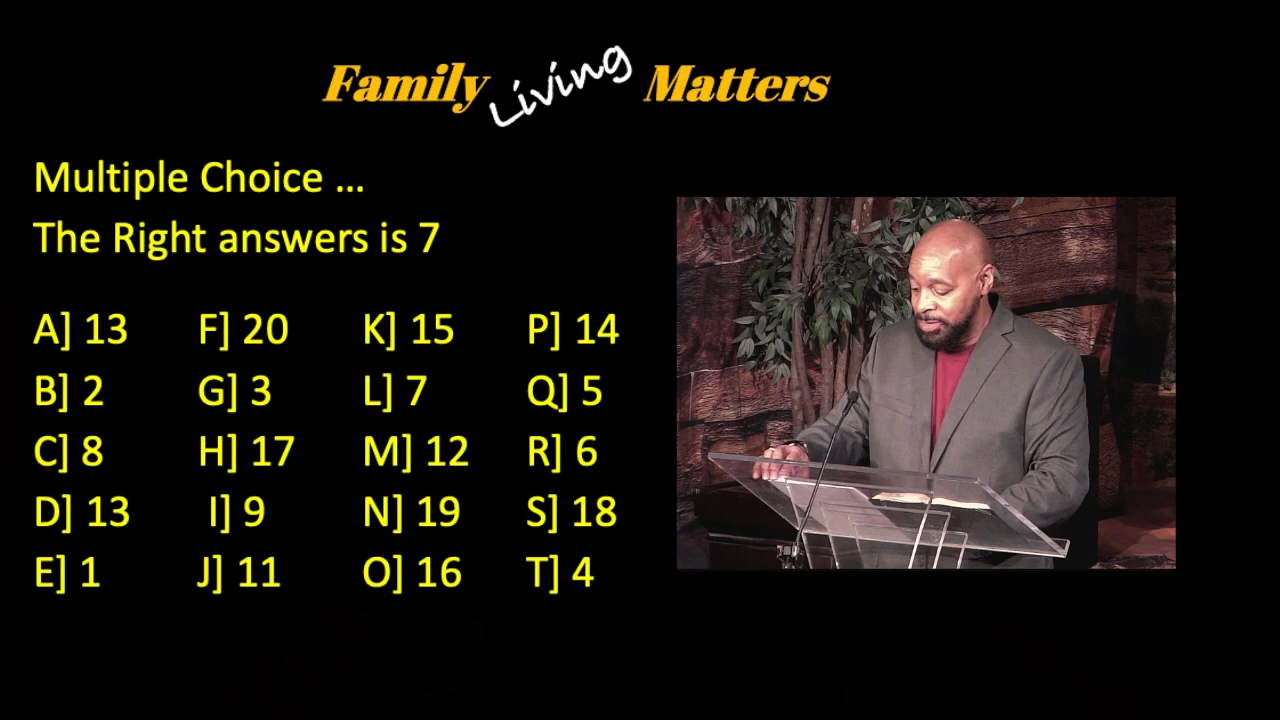 Family Living Matters
Multiple Choice ...
The Right answers is 7
A] 13 F] 20 K] 15 P] 14
B] 2 G] 3 L] 7 Q] 5
C] 8 H] 17 M] 12 R] 6
D] 13 I] 9 N] 19 S] 18
E] 1 J] 11 O] 16 T] 4